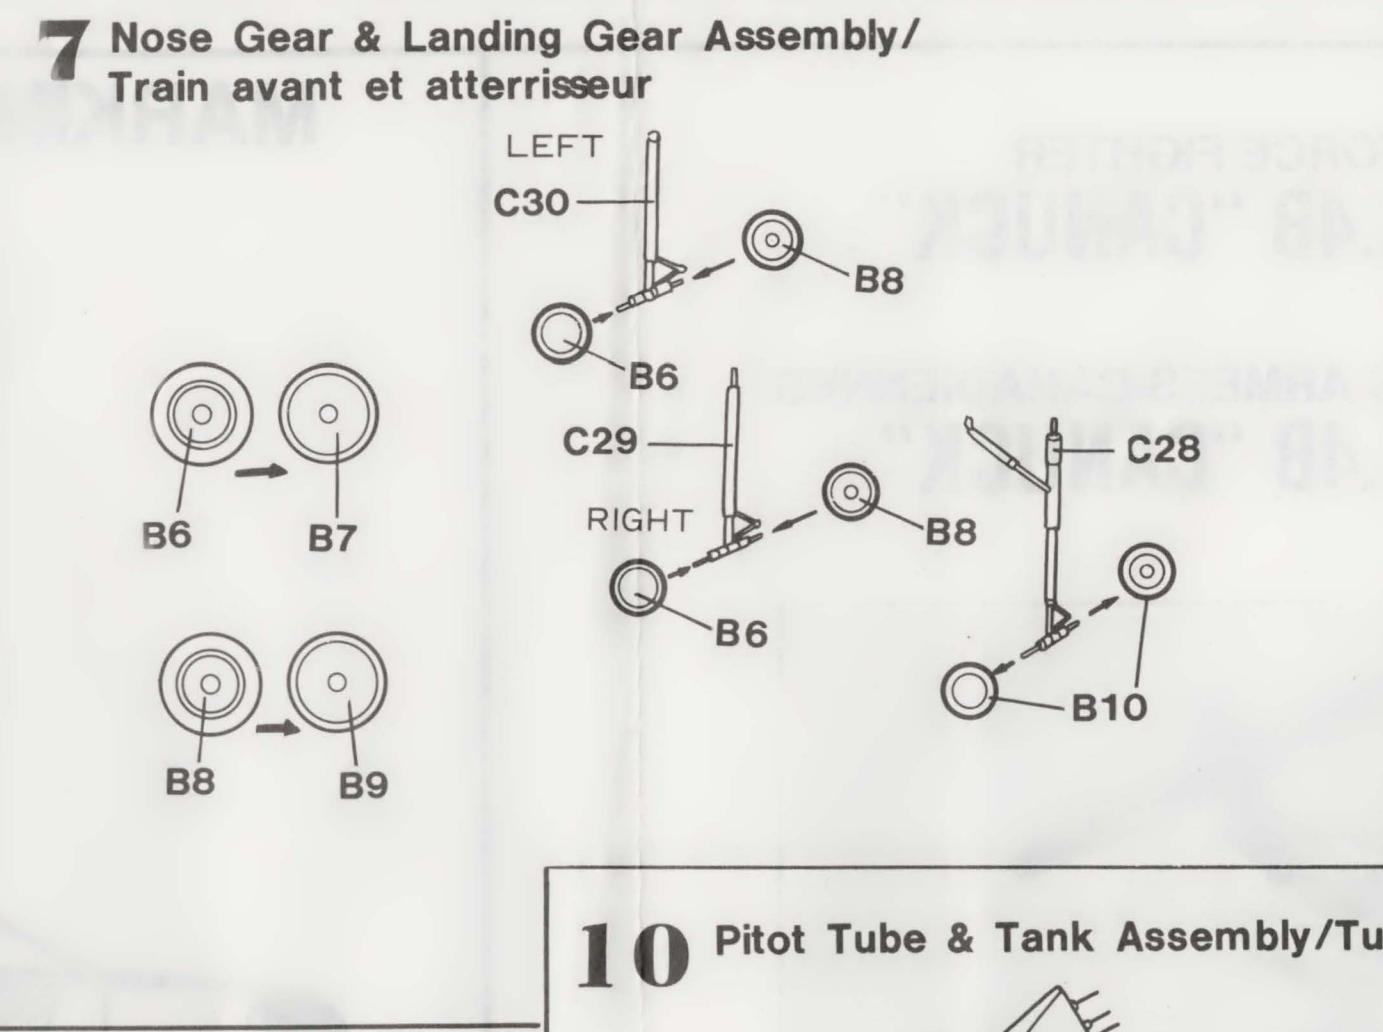 7 Nose Gear & Landing Gear Assembly/
Train avant et atterrisseur
LEFT
C30
B8
B6
C29
C28
RIGHT
B8
B6
B10
B6
B7
B8
B9
10 Pitot Tube & Tank Assembly/Tu